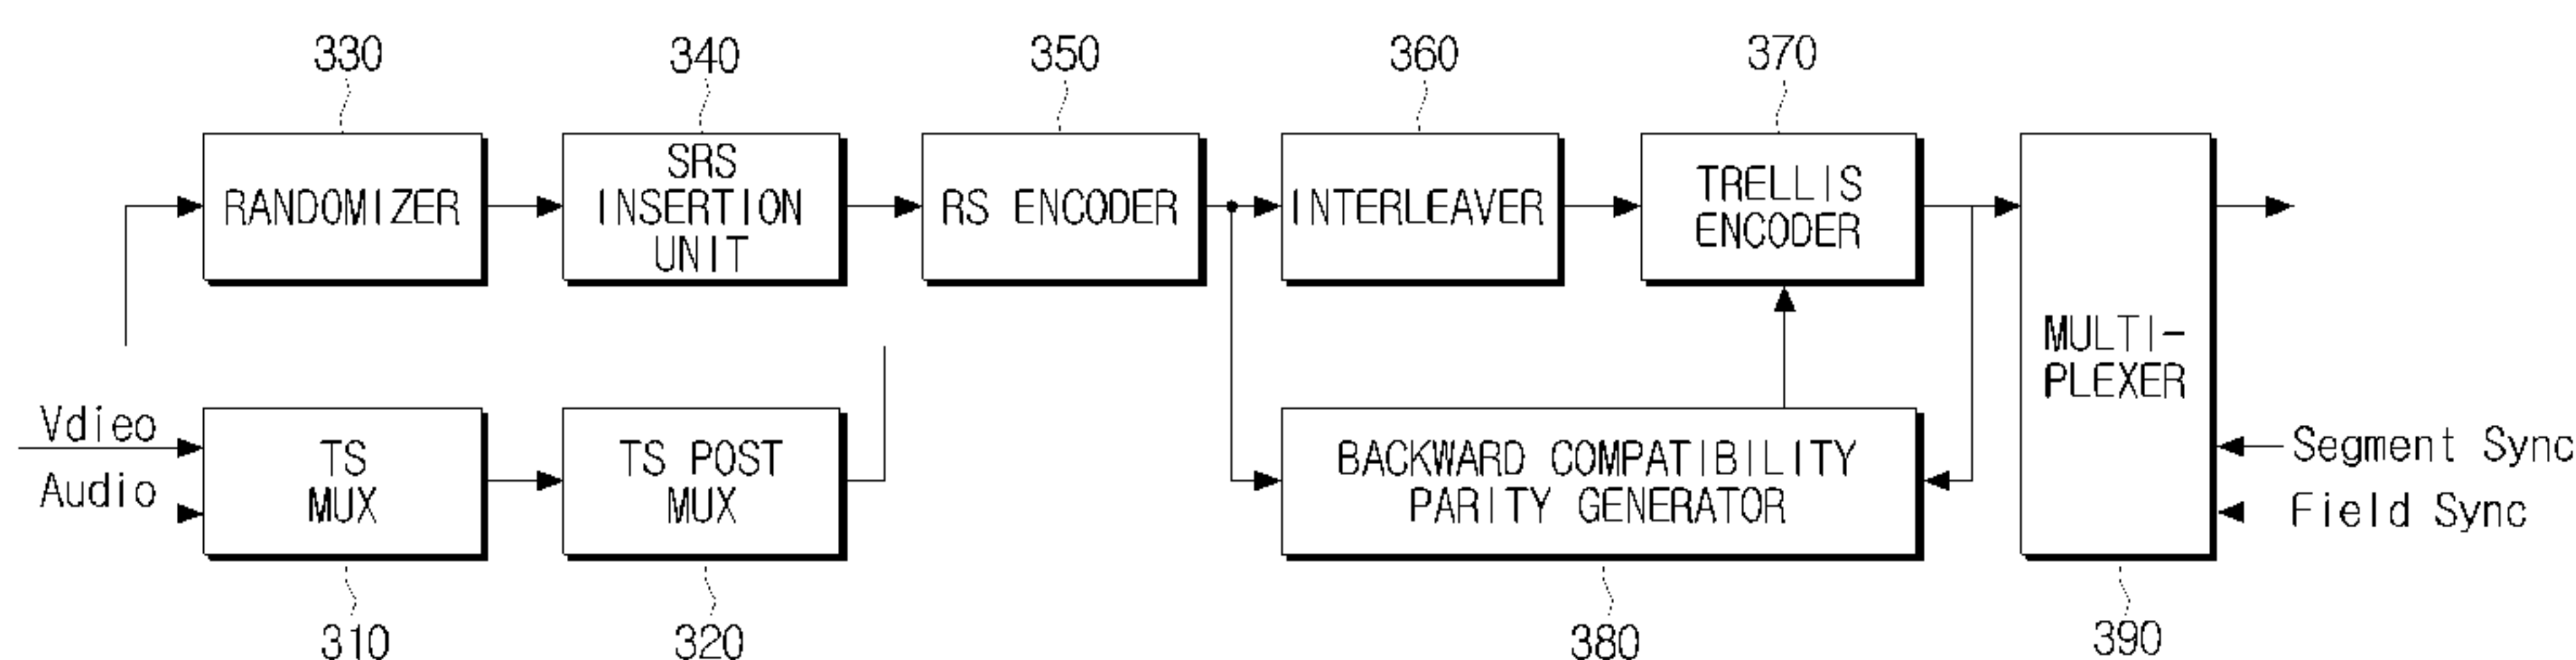 330
340
350
360
370
RANDOMIZER
SRS
INSERTION
UNIT
RS ENCODER
INTERLEAVER
TRELLIS
ENCODER
MULTI-
PLEXER
Vdieo
Audio
TS
MUX
TS POST
MUX
BACKWARD COMPATIBILITY
PARITY GENERATOR
Segment Sync
Field Sync
310
320
380
390